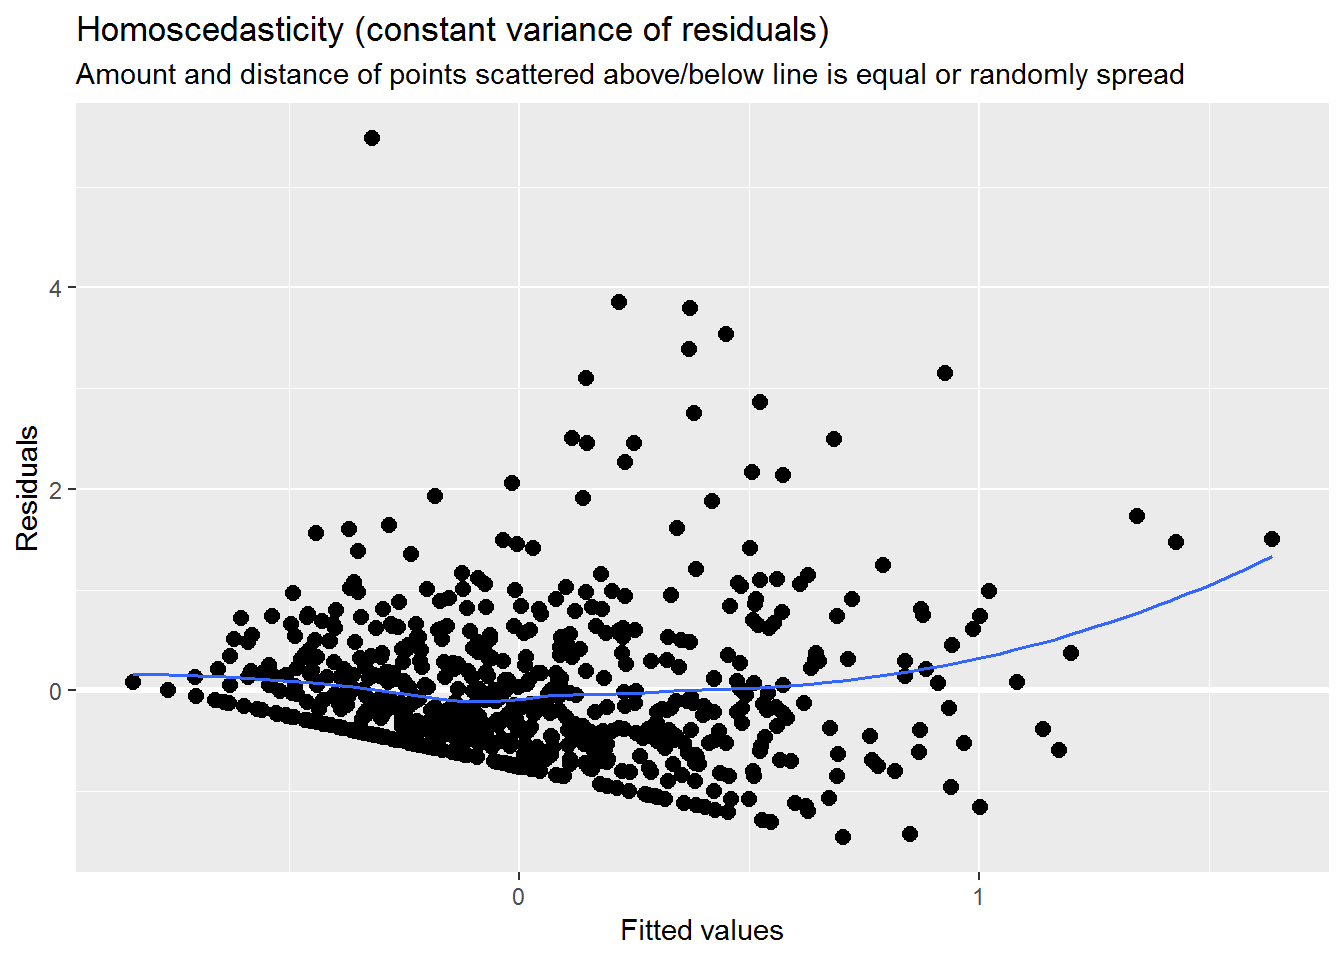 Homoscedasticity (constant variance of residuals)
Amount and distance of points scattered above/below line is equal or randomly spread
4
2
0
Residuals
0
1
Fitted values